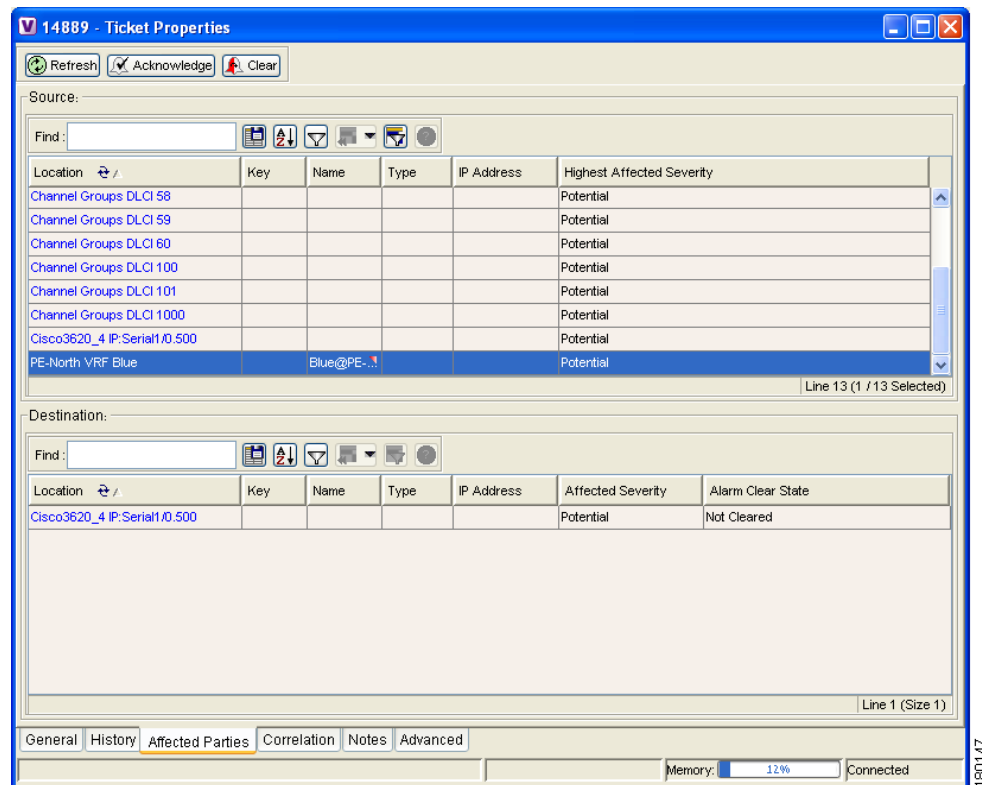 14889 - Ticket Properties
Refresh Acknowledge Clear
Source:
Find :
Location Key Name Type IP Address Highest Affected Severity
Channel Groups DLCI 58 Potential
Channel Groups DLCI 59 Potential
Channel Groups DLCI 60 Potential
Channel Groups DLCI 100 Potential
Channel Groups DLCI 101 Potential
Channel Groups DLCI 1000 Potential
Cisco3620_4 IP:Serial1/0.500 Potential
PE-North VRF Blue Blue@PE-... Potential
Line 13 (1 / 13 Selected)
Destination:
Find :
Location Key Name Type IP Address Affected Severity Alarm Clear State
Cisco3620_4 IP:Serial1/0.500 Potential Not Cleared
Line 1 (Size 1)
General History Affected Parties Correlation Notes Advanced
Memory: 12% Connected
180147